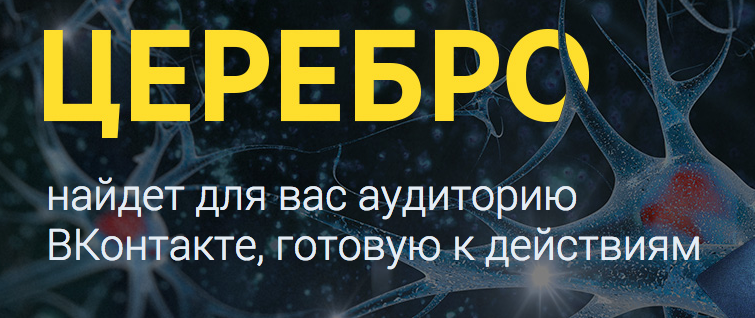 ЦЕРЕБРО
найдет для вас аудиторию
ВКонтакте, готовую к действиям